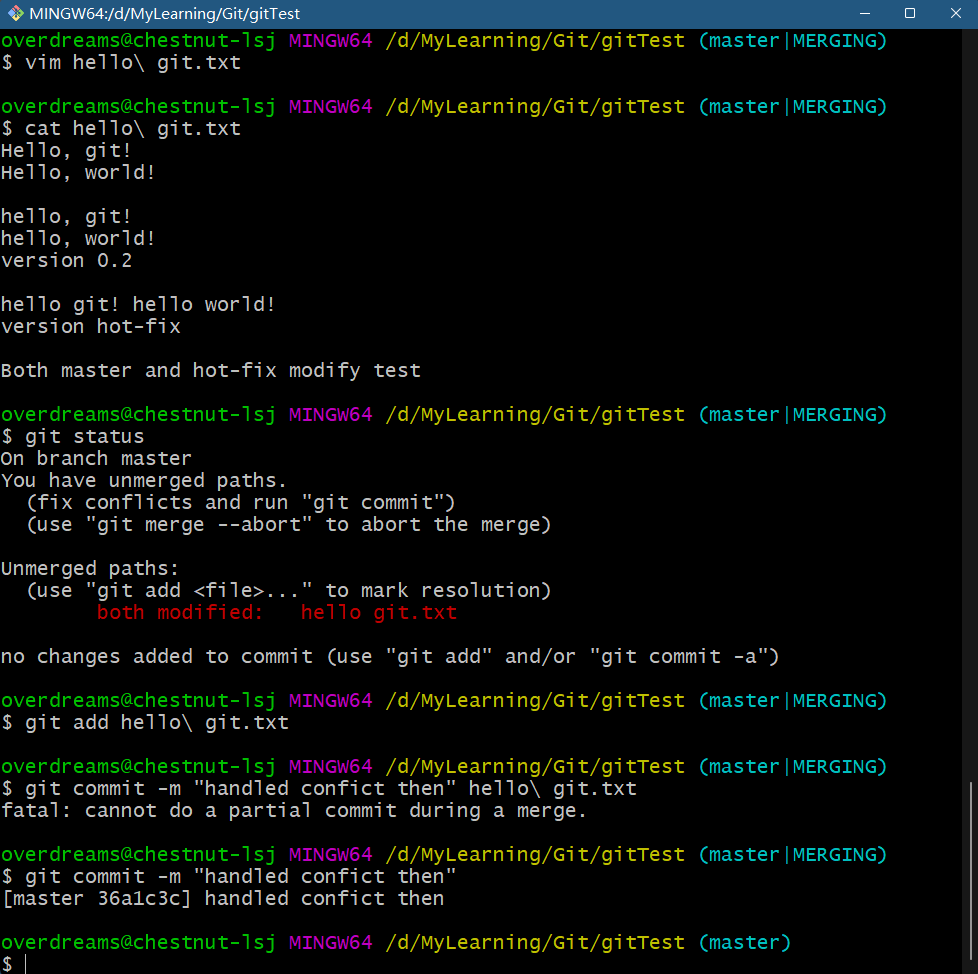 MINGW64:/d/MyLearning/Git/gitTest
overdreams@chestnut-lsj MINGW64 /d/MyLearning/Git/gitTest (master|MERGING)
$ vim hello\ git.txt
overdreams@chestnut-lsj MINGW64 /d/MyLearning/Git/gitTest (master|MERGING)
$ cat hello\ git.txt
Hello, git!
Hello, world!
hello, git!
hello, world!
version 0.2
hello git! hello world!
version hot-fix
Both master and hot-fix modify test
overdreams@chestnut-lsj MINGW64 /d/MyLearning/Git/gitTest (master|MERGING)
$ git status
On branch master
You have unmerged paths.
  (fix conflicts and run "git commit")
  (use "git merge --abort" to abort the merge)
Unmerged paths:
  (use "git add <file>..." to mark resolution)
        both modified:   hello git.txt
no changes added to commit (use "git add" and/or "git commit -a")
overdreams@chestnut-lsj MINGW64 /d/MyLearning/Git/gitTest (master|MERGING)
$ git add hello\ git.txt
overdreams@chestnut-lsj MINGW64 /d/MyLearning/Git/gitTest (master|MERGING)
$ git commit -m "handled confict then" hello\ git.txt
fatal: cannot do a partial commit during a merge.
overdreams@chestnut-lsj MINGW64 /d/MyLearning/Git/gitTest (master|MERGING)
$ git commit -m "handled confict then"
[master 36a1c3c] handled confict then
overdreams@chestnut-lsj MINGW64 /d/MyLearning/Git/gitTest (master)
$